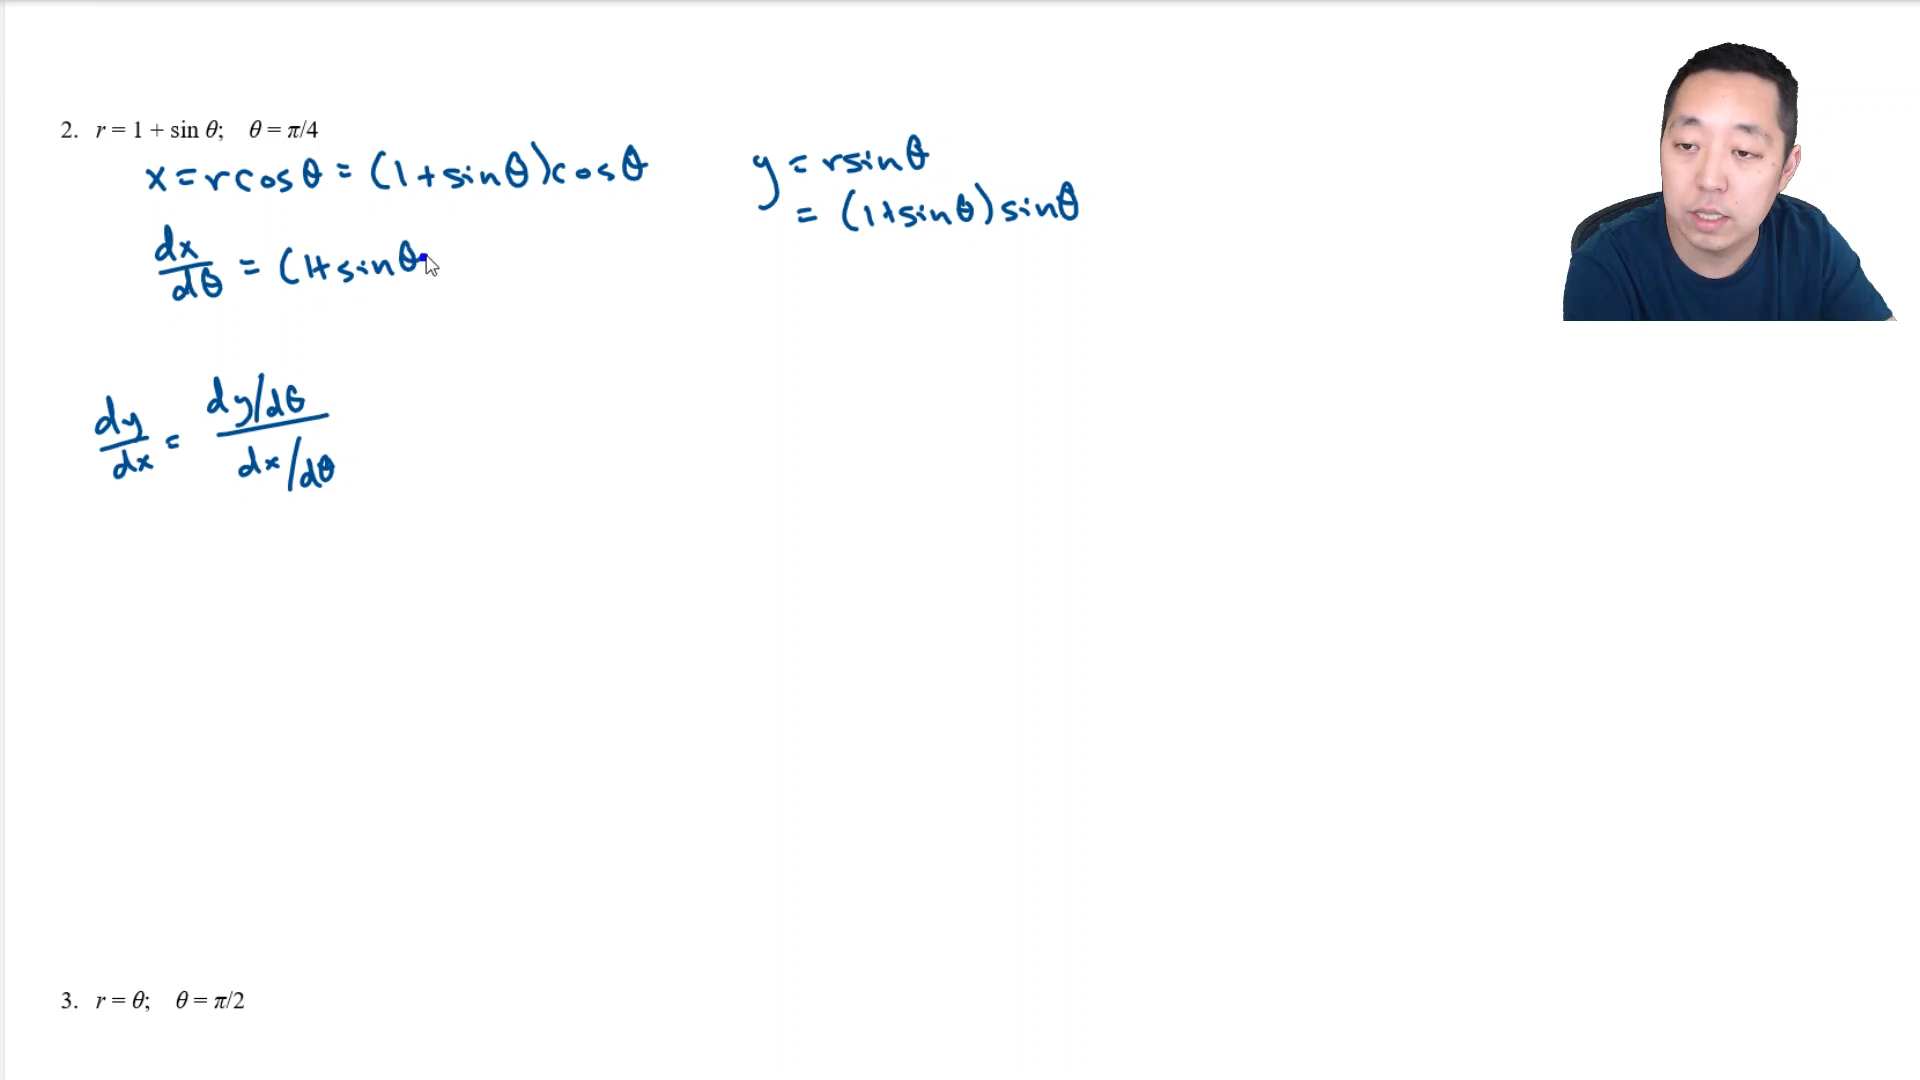 2. r = 1 + sin θ; θ = π/4
x = r cos θ = (1 + sin θ) cos θ
y = r sin θ
= (1 + sin θ) sin θ
dx/dθ = (1 + sin θ
dy/dx = (dy/dθ)/(dx/dθ)
3. r = θ; θ = π/2